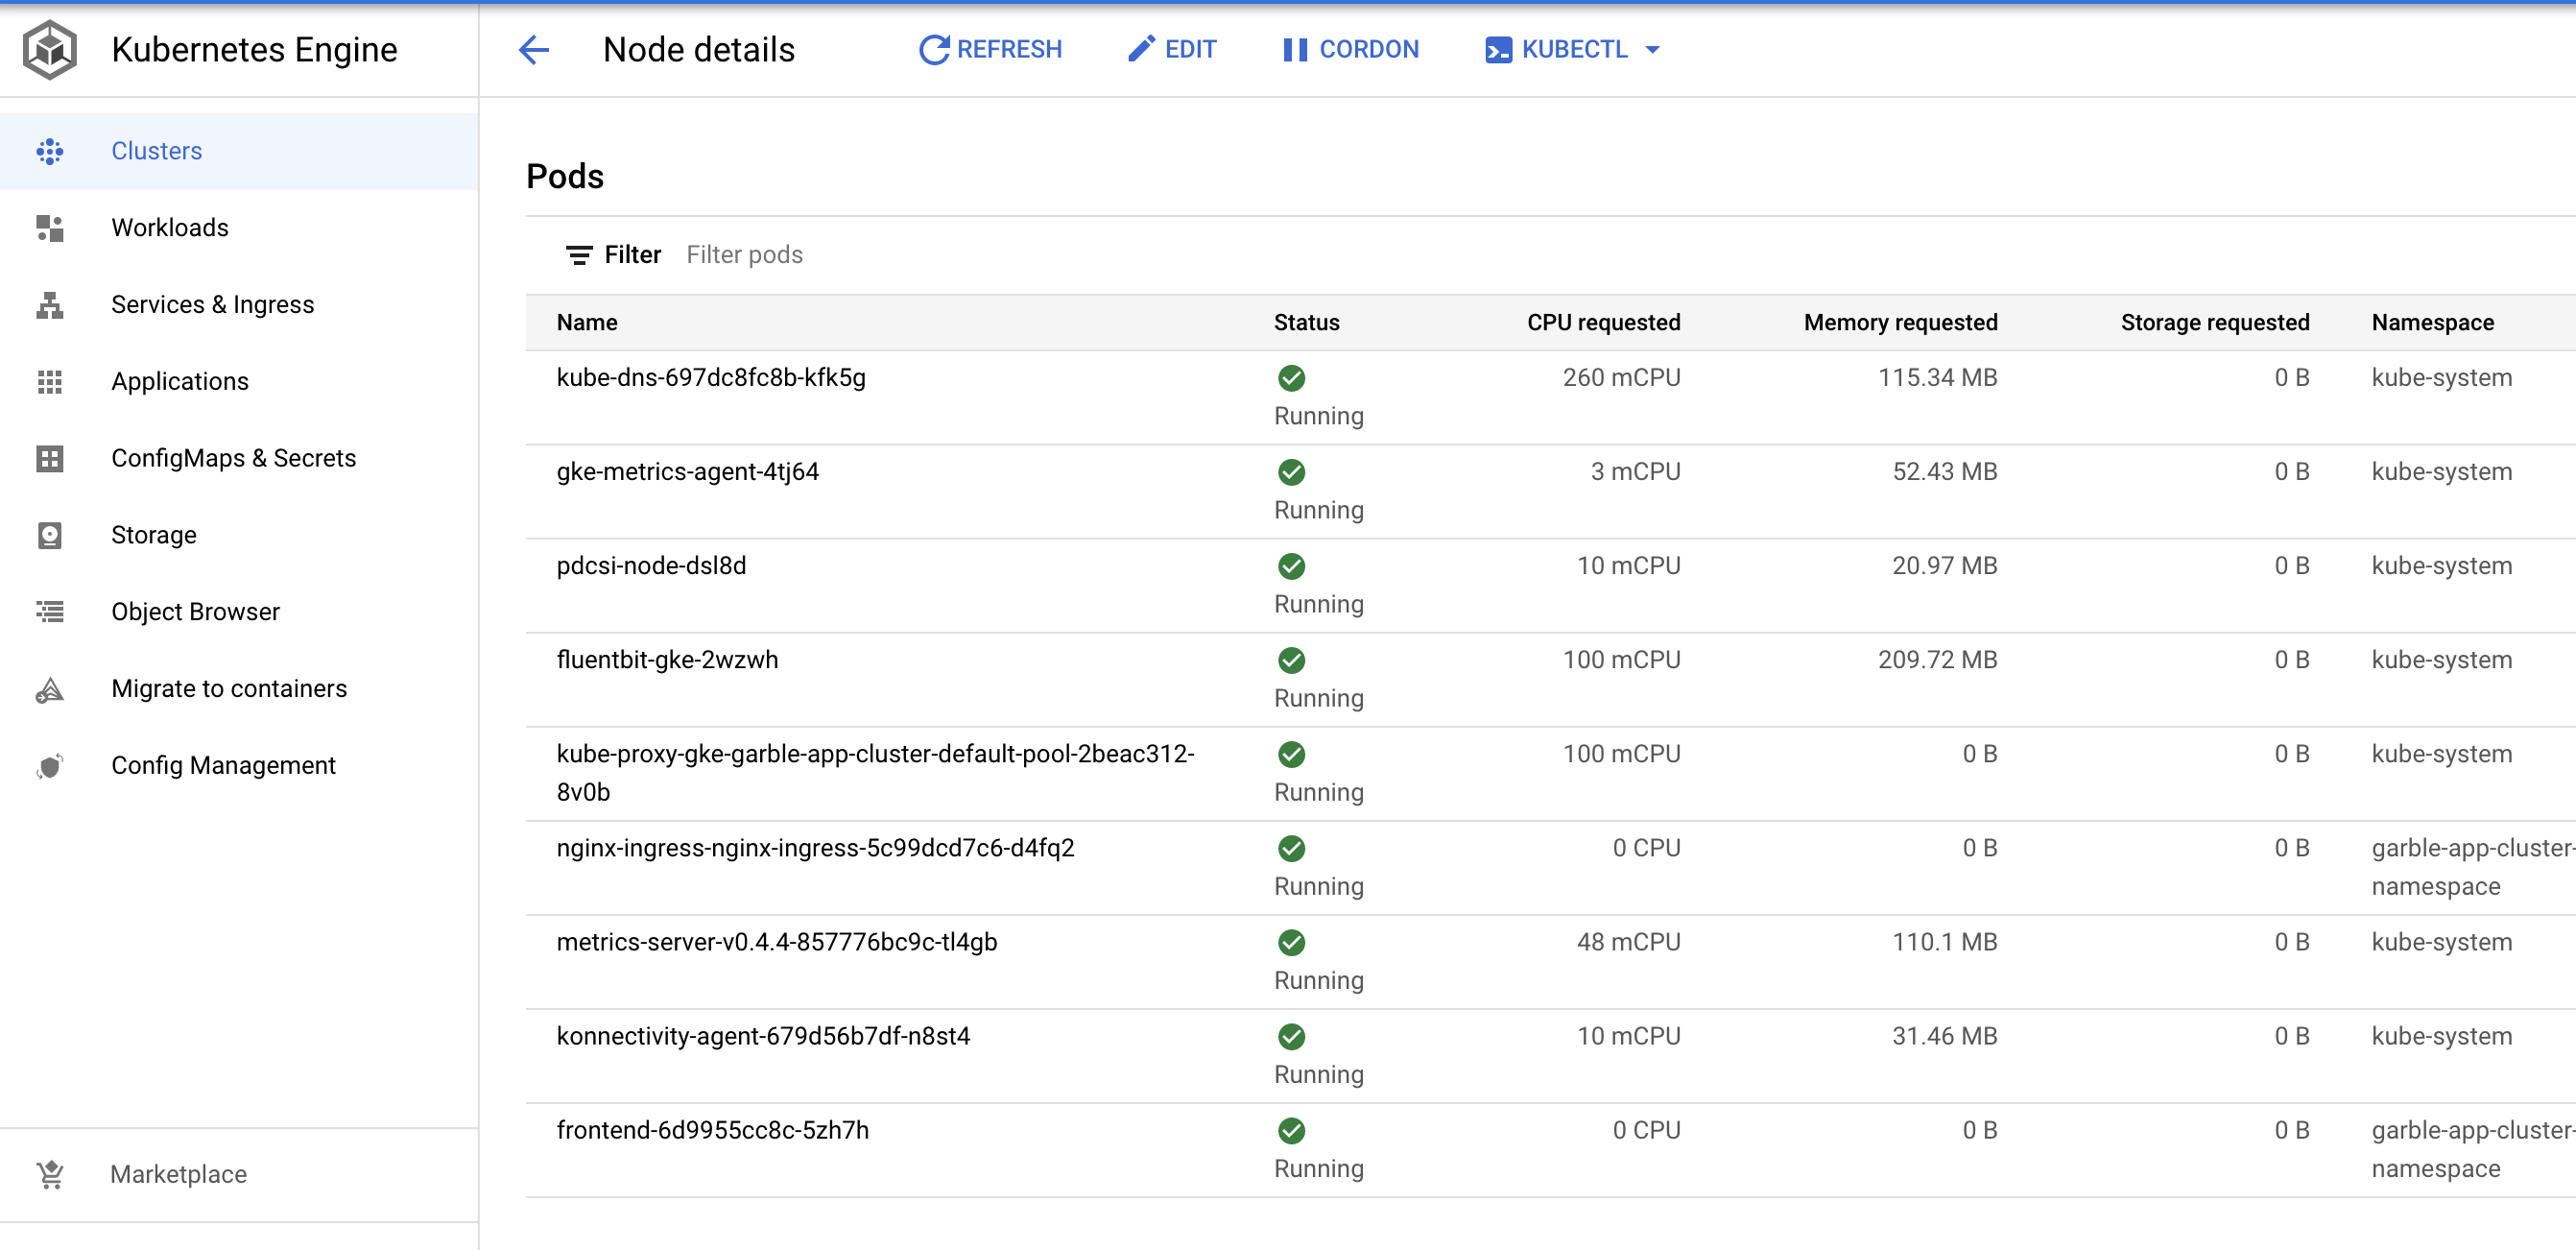 Kubernetes Engine
Node details
REFRESH
EDIT
CORDON
KUBECTL
Clusters
Workloads
Services & Ingress
Applications
ConfigMaps & Secrets
Storage
Object Browser
Migrate to containers
Config Management
Marketplace
Pods
Filter Filter pods
Name Status CPU requested Memory requested Storage requested Namespace
kube-dns-697dc8fc8b-kfk5g 260 mCPU 115.34 MB 0 B kube-system
Running
gke-metrics-agent-4tj64 3 mCPU 52.43 MB 0 B kube-system
Running
pdcsi-node-dsl8d 10 mCPU 20.97 MB 0 B kube-system
Running
fluentbit-gke-2wzwh 100 mCPU 209.72 MB 0 B kube-system
Running
kube-proxy-gke-garble-app-cluster-default-pool-2beac312- 100 mCPU 0 B 0 B kube-system
8v0b Running
nginx-ingress-nginx-ingress-5c99dcd7c6-d4fq2 0 CPU 0 B 0 B garble-app-cluster-
Running namespace
metrics-server-v0.4.4-857776bc9c-tl4gb 48 mCPU 110.1 MB 0 B kube-system
Running
konnectivity-agent-679d56b7df-n8st4 10 mCPU 31.46 MB 0 B kube-system
Running
frontend-6d9955cc8c-5zh7h 0 CPU 0 B 0 B garble-app-cluster-
Running namespace